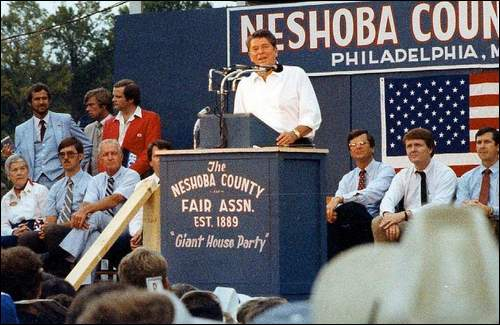 NESHOBA COUN
PHILADELPHIA, M
The
NESHOBA COUNTY
FAIR ASSN.
EST. 1889
"Giant House Party"